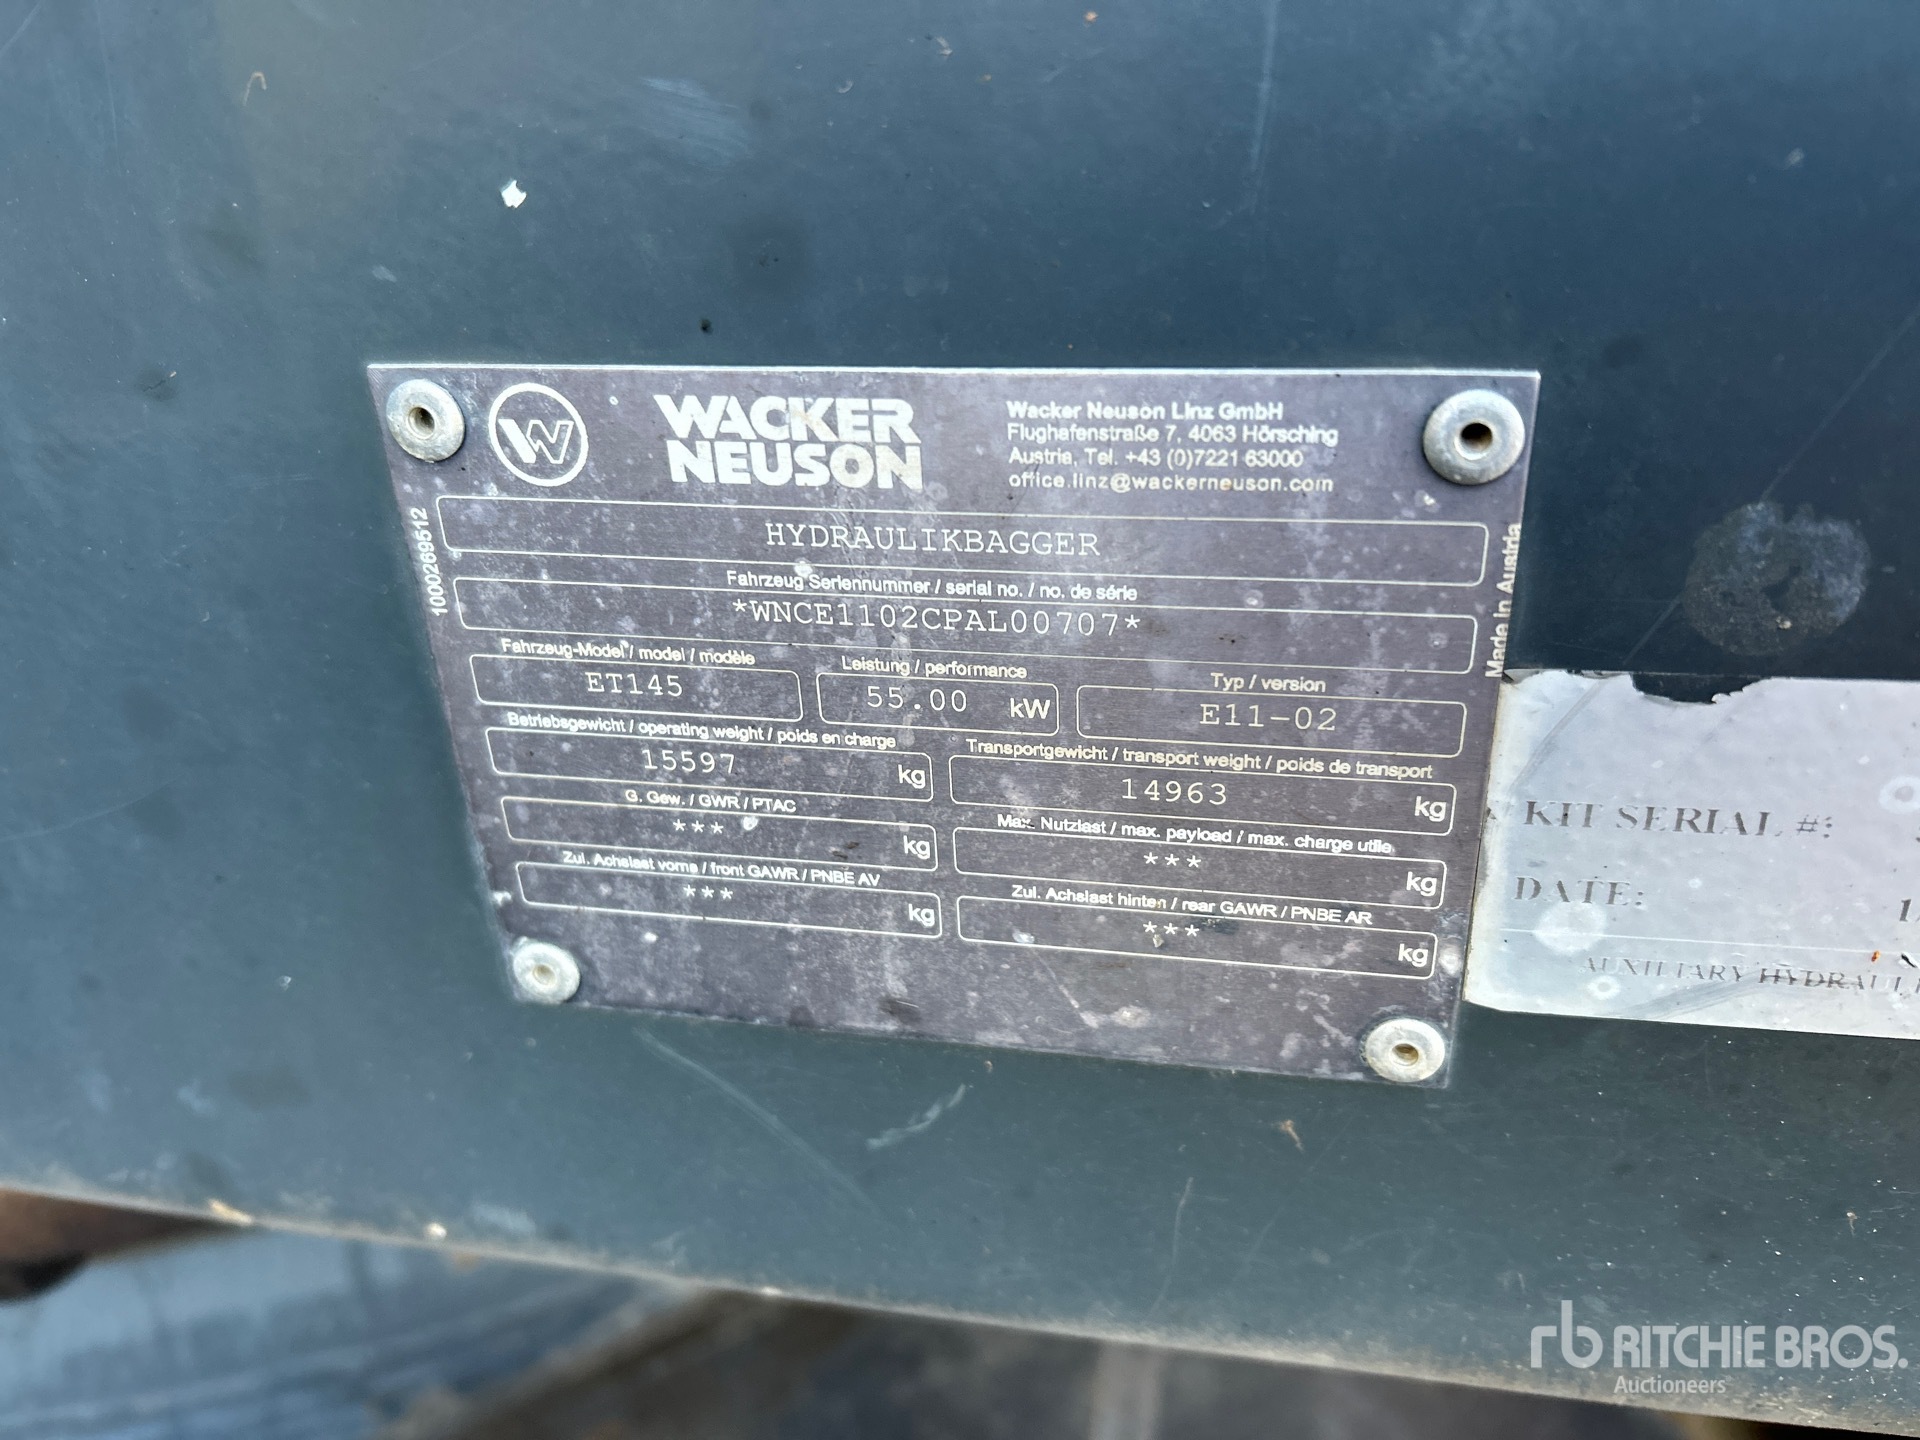 WACKER
NEUSON
Wacker Neuson Linz GmbH
Flughafenstraße 7, 4063 Hörsching
Austria, Tel. +43 (0)7221 63000
office.linz@wackerneuson.com
1000269512
HYDRAULIKBAGGER
Fahrzeug Seriennummer / serial no. / no. de série
*WNCE1102CPAL00707*
Made in Austria
Fahrzeug-Model / model / modèle
ET145
Leistung / performance
55.00 kW
Typ / version
E11-02
Betriebsgewicht / operating weight / poids en charge
15597 kg
Transportgewicht / transport weight / poids de transport
14963 kg
G. Gew. / GWR / PTAC
*** kg
Max. Nutzlast / max. payload / max. charge utile
*** kg
Zul. Achslast vorne / front GAWR / PNBE AV
*** kg
Zul. Achslast hinten / rear GAWR / PNBE AR
*** kg
KIT SERIAL #:
DATE:
AUXILIARY
rb RITCHIE BROS.
Auctioneers